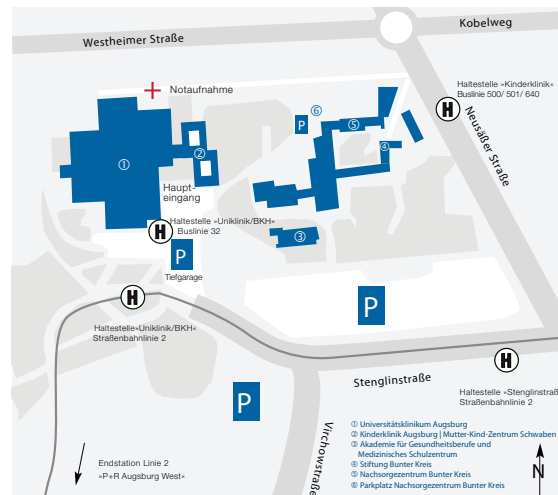 Kobelweg
Westheimer Straße
Haltestelle »Kinderklinik«
Buslinie 500/ 501/ 640
Notaufnahme
H
Neusäßer Straße
⑥
P
⑤
②
④
①
Haupt-
eingang
Haltestelle »Uniklinik/BKH«
Buslinie 32
H
③
P
Tiefgarage
H
P
Haltestelle»Uniklinik/BKH«
Straßenbahnlinie 2
H
Stenglinstraße
Haltestelle »Stenglinstraß
Straßenbahnlinie 2
P
Virchowstraße
① Universitätsklinikum Augsburg
② Kinderklinik Augsburg | Mutter-Kind-Zentrum Schwaben
③ Akademie für Gesundheitsberufe und
Medizinisches Schulzentrum
④ Stiftung Bunter Kreis
⑤ Nachsorgezentrum Bunter Kreis
⑥ Parkplatz Nachsorgezentrum Bunter Kreis
Endstation Linie 2
»P+R Augsburg West«
N